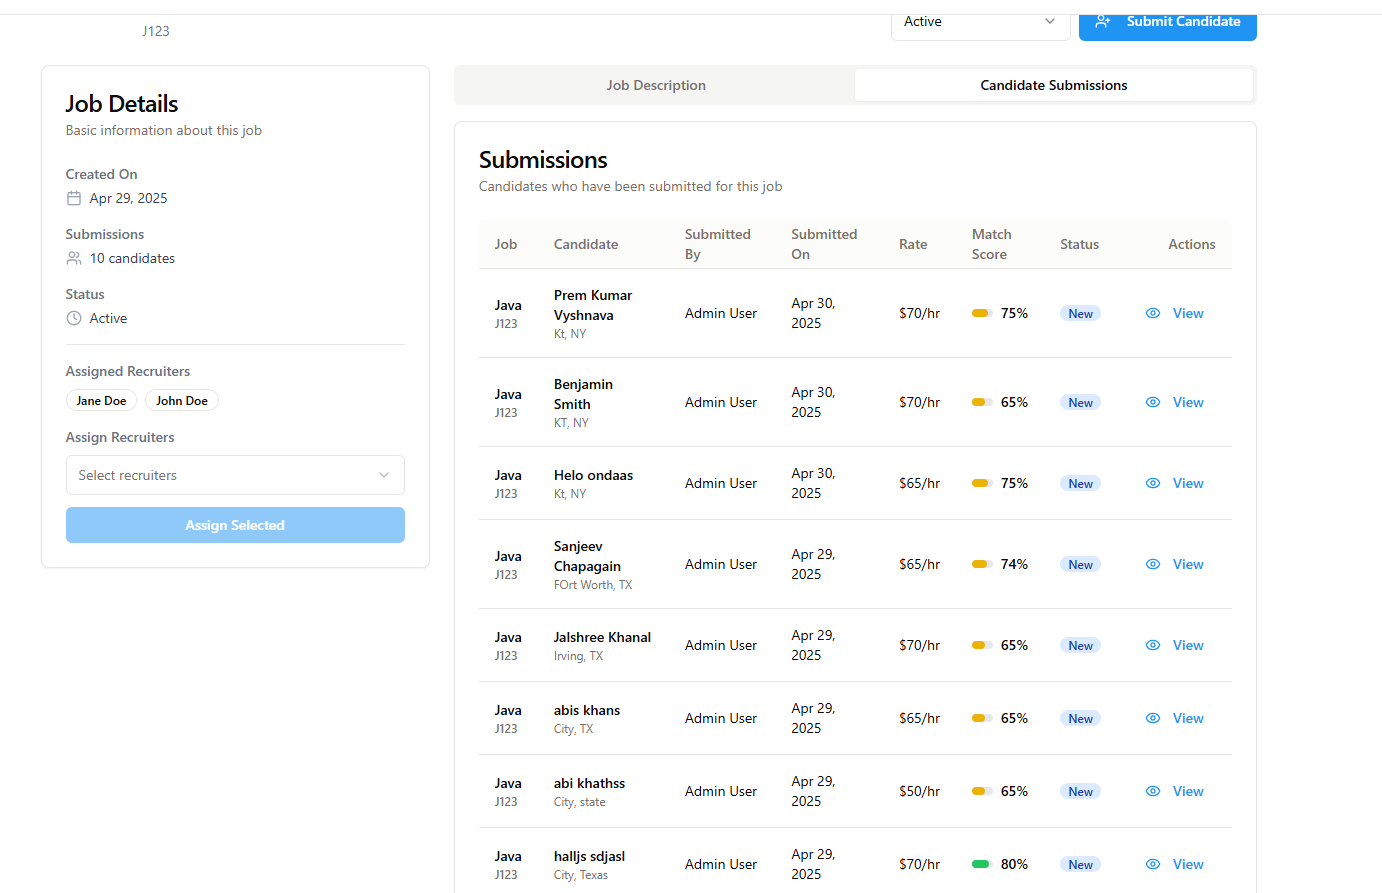 J123
Active
Submit Candidate
Job Details
Basic information about this job
Created On
Apr 29, 2025
Submissions
10 candidates
Status
Active
Assigned Recruiters
Jane Doe John Doe
Assign Recruiters
Select recruiters
Assign Selected
Job Description Candidate Submissions
Submissions
Candidates who have been submitted for this job
Job Candidate Submitted By Submitted On Rate Match Score Status Actions
Java
J123
Prem Kumar
Vyshnava
Kt, NY
Admin User
Apr 30,
2025
$70/hr
75%
New
View
Java
J123
Benjamin
Smith
KT, NY
Admin User
Apr 30,
2025
$70/hr
65%
New
View
Java
J123
Helo ondaas
Kt, NY
Admin User
Apr 30,
2025
$65/hr
75%
New
View
Java
J123
Sanjeev
Chapagain
FOrt Worth, TX
Admin User
Apr 29,
2025
$65/hr
74%
New
View
Java
J123
Jalshree Khanal
Irving, TX
Admin User
Apr 29,
2025
$70/hr
65%
New
View
Java
J123
abis khans
City, TX
Admin User
Apr 29,
2025
$65/hr
65%
New
View
Java
J123
abi khathss
City, state
Admin User
Apr 29,
2025
$50/hr
65%
New
View
Java
J123
halljs sdjasl
City, Texas
Admin User
Apr 29,
2025
$70/hr
80%
New
View